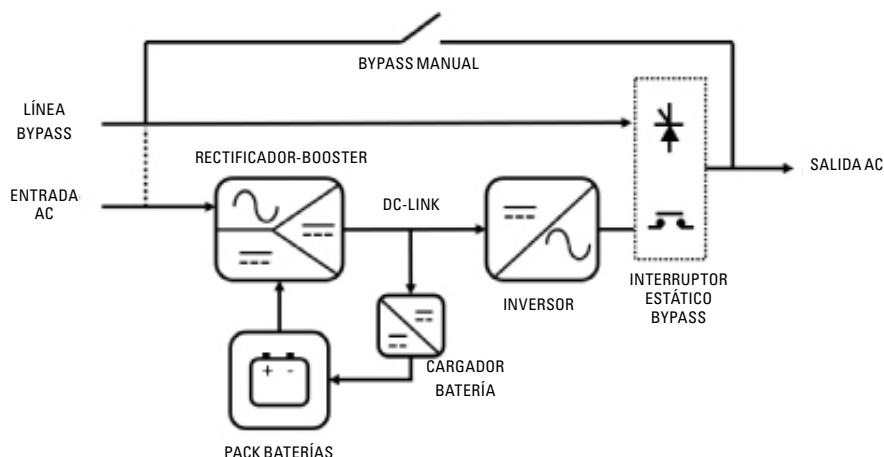 BYPASS MANUAL
LÍNEA
BYPASS
RECTIFICADOR-BOOSTER
SALIDA AC
ENTRADA
AC
DC-LINK
INVERSOR
INTERRUPTOR
ESTÁTICO
BYPASS
CARGADOR
BATERÍA
+ -
PACK BATERÍAS